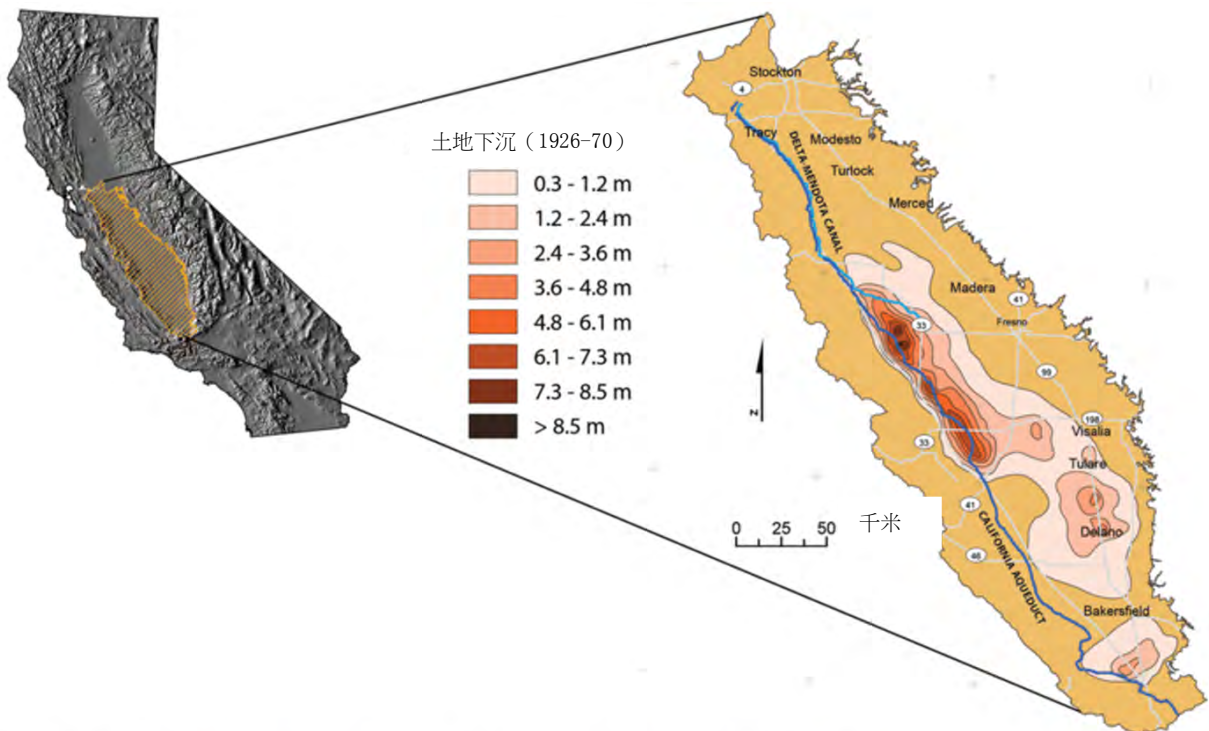 土地下沉（1926-70）
0.3 - 1.2 m
1.2 - 2.4 m
2.4 - 3.6 m
3.6 - 4.8 m
4.8 - 6.1 m
6.1 - 7.3 m
7.3 - 8.5 m
> 8.5 m
Stockton
4
Tracy
DELTA-MENDOTA CANAL
Modesto
Turlock
Merced
Madera
41
33
Fresno
99
N
198
33
Visalia
Tulare
41
0 25 50 千米
CALIFORNIA AQUEDUCT
Delano
46
Bakersfield